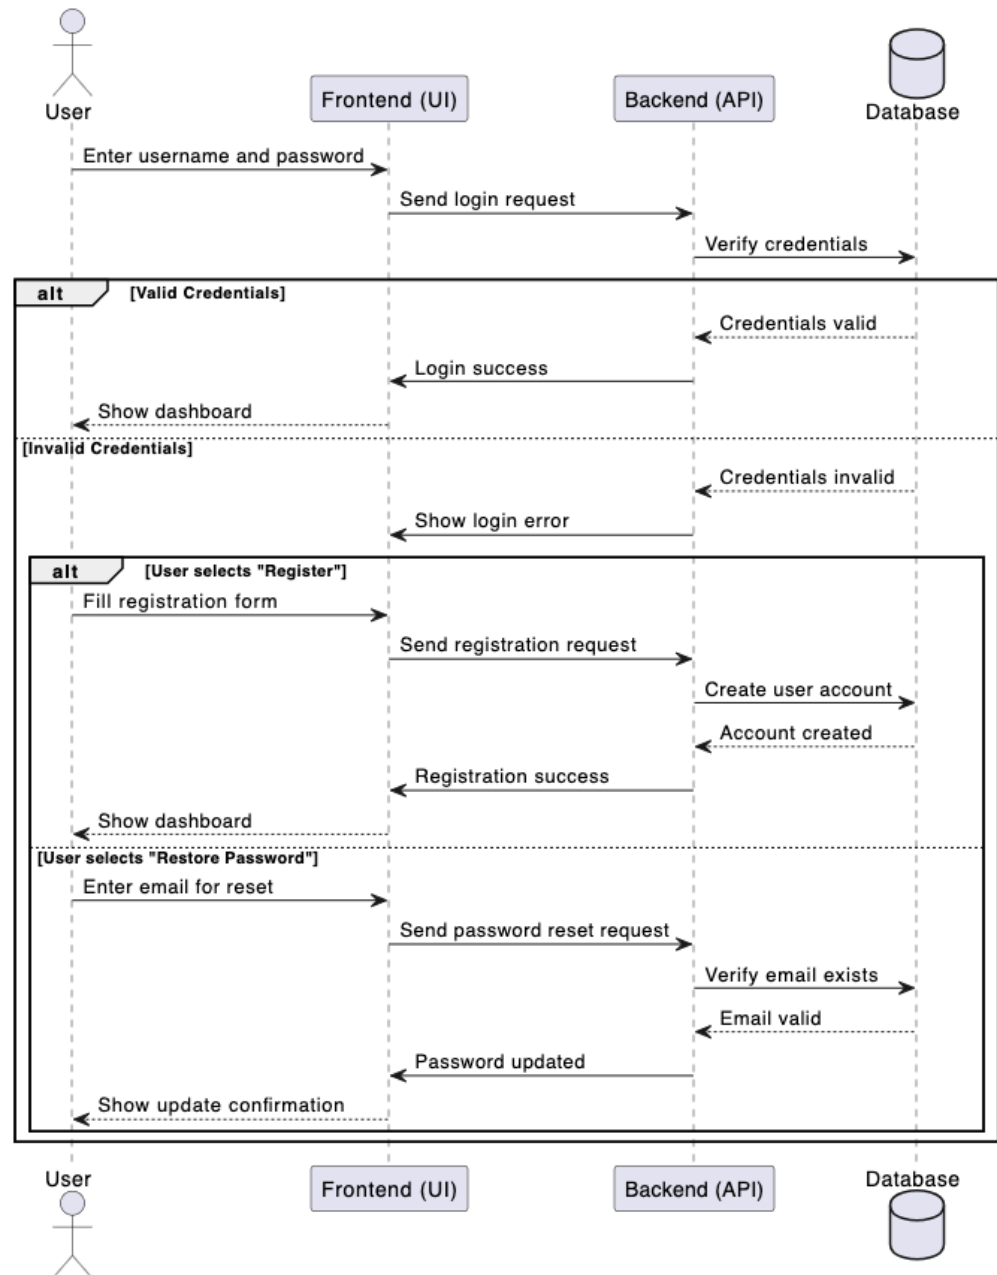 User
Frontend (UI)
Backend (API)
Database
Enter username and password
Send login request
Verify credentials
alt
[Valid Credentials]
Credentials valid
Login success
Show dashboard
[Invalid Credentials]
Credentials invalid
Show login error
alt
[User selects "Register"]
Fill registration form
Send registration request
Create user account
Account created
Registration success
Show dashboard
[User selects "Restore Password"]
Enter email for reset
Send password reset request
Verify email exists
Email valid
Password updated
Show update confirmation
User
Frontend (UI)
Backend (API)
Database